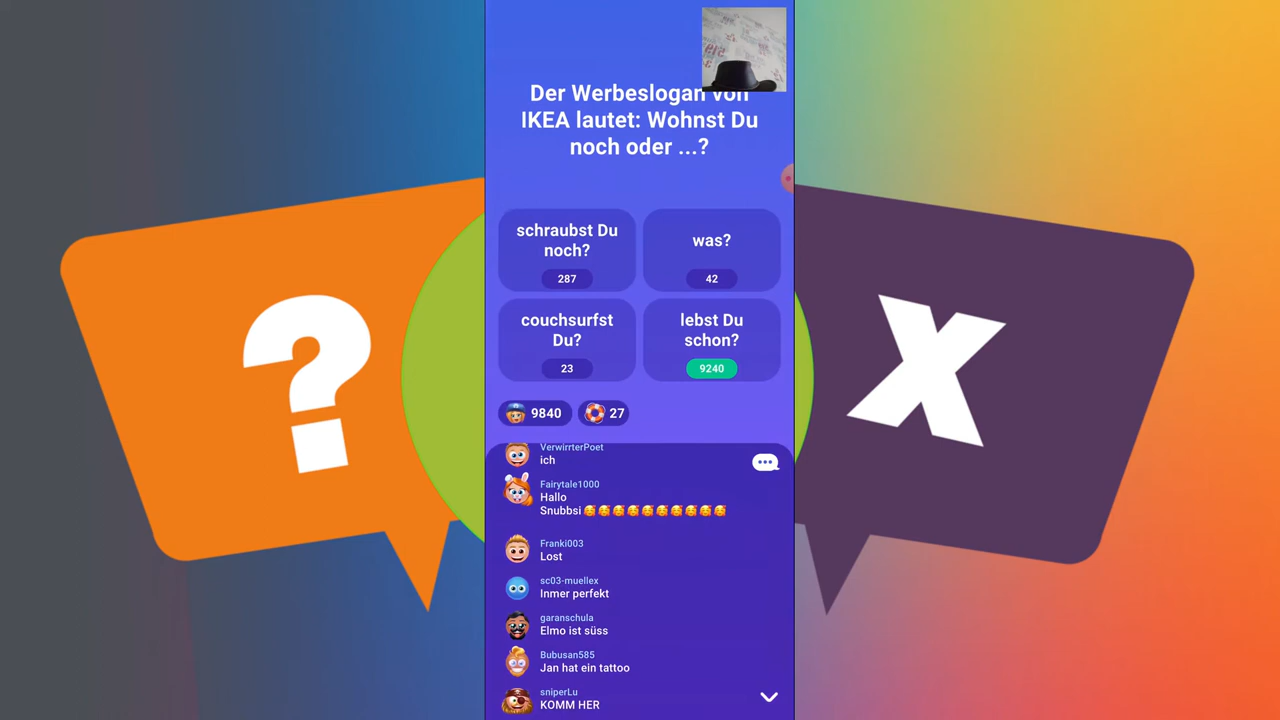 Der Werbeslogan von
IKEA lautet: Wohnst Du
noch oder ...?
schraubst Du
noch?
287
was?
42
couchsurfst
Du?
23
lebst Du
schon?
9240
9840
27
VerwirrterPoet
ich
Fairytale1000
Hallo
Snubbsi 🥰🥰🥰🥰🥰🥰🥰🥰🥰🥰
Franki003
Lost
sc03-muellex
Inmer perfekt
garanschula
Elmo ist süss
Bubusan585
Jan hat ein tattoo
sniperLu
KOMM HER
?
X